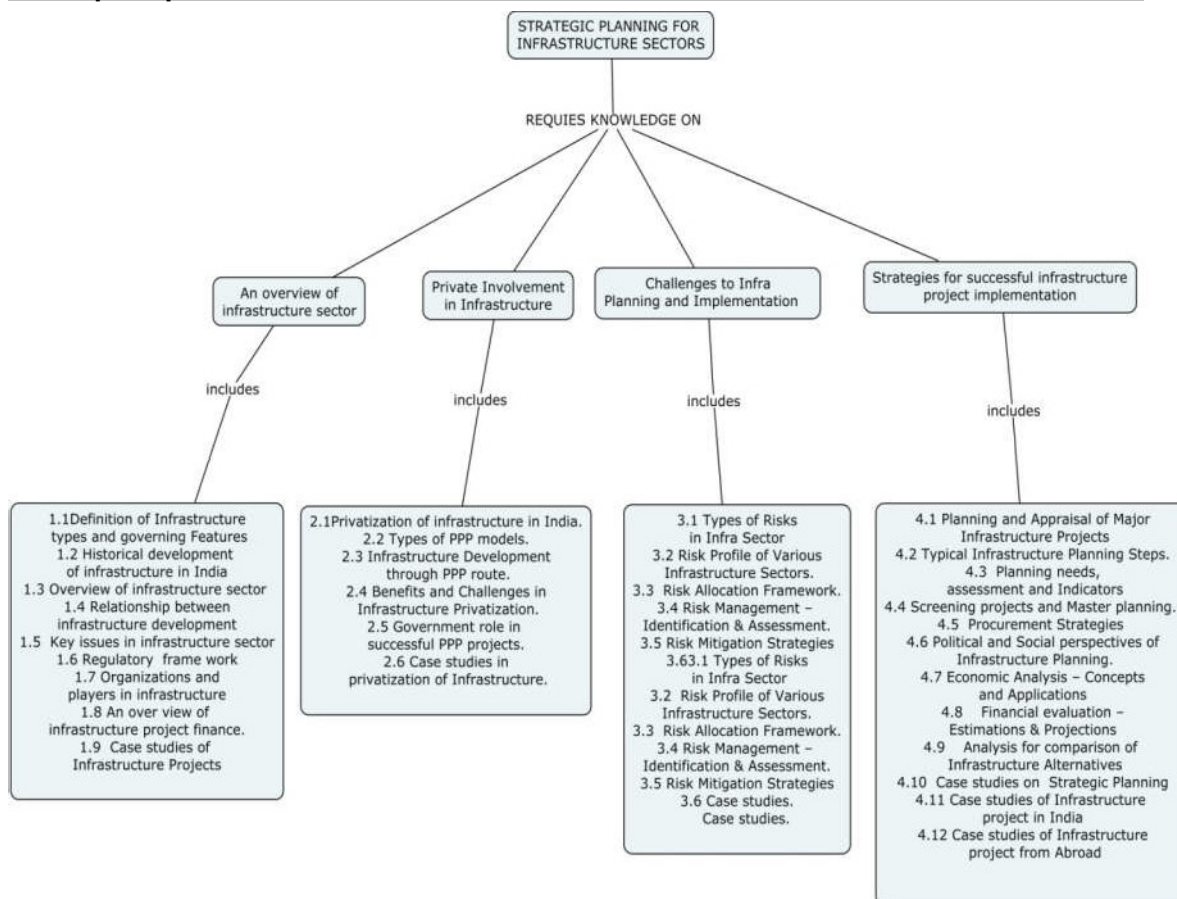 STRATEGIC PLANNING FOR
INFRASTRUCTURE SECTORS
REQUIES KNOWLEDGE ON
An overview of
infrastructure sector
Private Involvement
in Infrastructure
Challenges to Infra
Planning and Implementation
Strategies for successful infrastructure
project implementation
includes
includes
includes
includes
1.1Definition of Infrastructure
types and governing Features
1.2 Historical development
of infrastructure in India
1.3 Overview of infrastructure sector
1.4 Relationship between
infrastructure development
1.5 Key issues in infrastructure sector
1.6 Regulatory frame work
1.7 Organizations and
players in infrastructure
1.8 An over view of
infrastructure project finance.
1.9 Case studies of
Infrastructure Projects
2.1Privatization of infrastructure in India.
2.2 Types of PPP models.
2.3 Infrastructure Development
through PPP route.
2.4 Benefits and Challenges in
Infrastructure Privatization.
2.5 Government role in
successful PPP projects.
2.6 Case studies in
privatization of Infrastructure.
3.1 Types of Risks
in Infra Sector
3.2 Risk Profile of Various
Infrastructure Sectors.
3.3 Risk Allocation Framework.
3.4 Risk Management –
Identification & Assessment.
3.5 Risk Mitigation Strategies
3.63.1 Types of Risks
in Infra Sector
3.2 Risk Profile of Various
Infrastructure Sectors.
3.3 Risk Allocation Framework.
3.4 Risk Management –
Identification & Assessment.
3.5 Risk Mitigation Strategies
3.6 Case studies.
Case studies.
4.1 Planning and Appraisal of Major
Infrastructure Projects
4.2 Typical Infrastructure Planning Steps.
4.3 Planning needs,
assessment and Indicators
4.4 Screening projects and Master planning.
4.5 Procurement Strategies
4.6 Political and Social perspectives of
Infrastructure Planning.
4.7 Economic Analysis – Concepts
and Applications
4.8 Financial evaluation –
Estimations & Projections
4.9 Analysis for comparison of
Infrastructure Alternatives
4.10 Case studies on Strategic Planning
4.11 Case studies of Infrastructure
project in India
4.12 Case studies of Infrastructure
project from Abroad